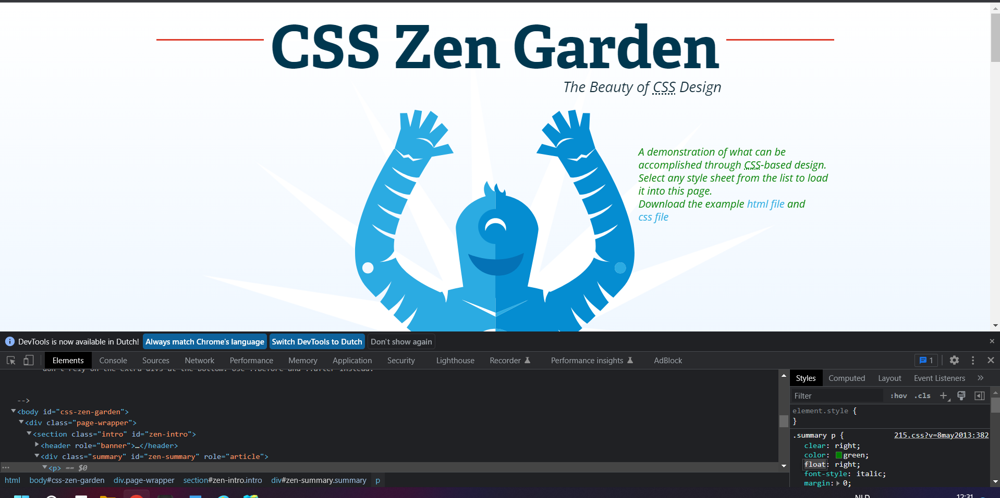 CSS Zen Garden
The Beauty of CSS Design
A demonstration of what can be
accomplished through CSS-based design.
Select any style sheet from the list to load
it into this page.
Download the example html file and
css file
DevTools is now available in Dutch! Always match Chrome's language Switch DevTools to Dutch Don't show again
Elements Console Sources Network Performance Memory Application Security Lighthouse Recorder Performance insights AdBlock 1
don't rely on the extra divs at the bottom. Use ::before and ::after instead.
-->
<body id="css-zen-garden">
<div class="page-wrapper">
<section class="intro" id="zen-intro">
<header role="banner">…</header>
<div class="summary" id="zen-summary" role="article">
<p> == $0
html body#css-zen-garden div.page-wrapper section#zen-intro.intro div#zen-summary.summary p
Styles Computed Layout Event Listeners
Filter :hov .cls
element.style {
}
.summary p { 215.css?v=8may2013:382
clear: right;
color: green;
float: right;
font-style: italic;
margin: 0;
NLD 12:31